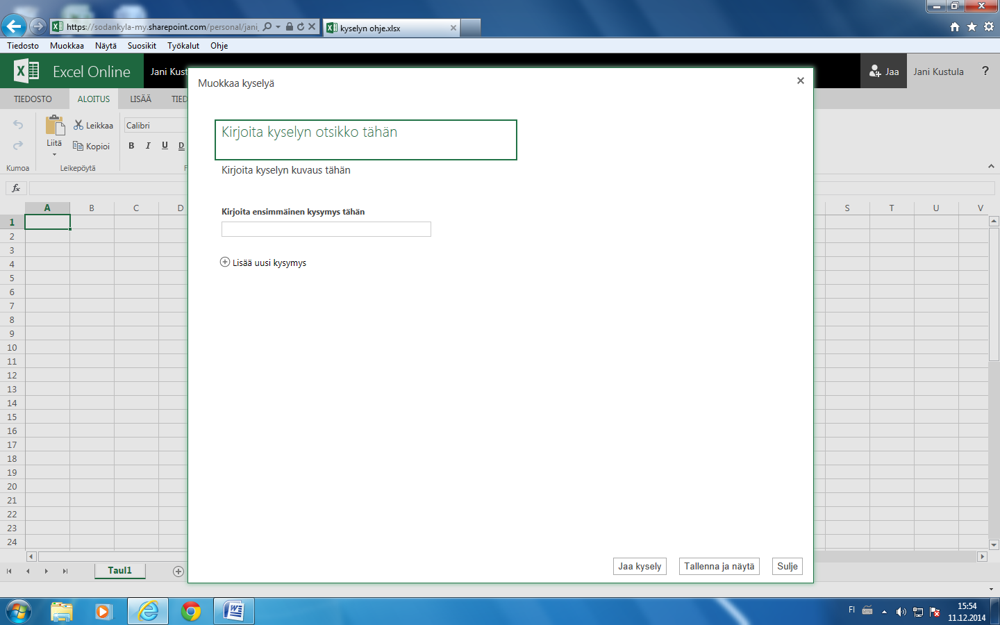 https://sodankyla-my.sharepoint.com/personal/jani_
kyselyn ohje.xlsx
Tiedosto Muokkaa Näytä Suosikit Työkalut Ohje
Excel Online
Jani Kust
Jaa
Jani Kustula
?
TIEDOSTO ALOITUS LISÄÄ TIED
Leikkaa
Kopioi
Liitä
Calibri
B I U D
Kumoa Leikepöytä F
fx
A B C D S T U V
1
2
3
4
5
6
7
8
9
10
11
12
13
14
15
16
17
18
19
20
21
22
23
24
Muokkaa kyselyä
Kirjoita kyselyn otsikko tähän
Kirjoita kyselyn kuvaus tähän
Kirjoita ensimmäinen kysymys tähän
Lisää uusi kysymys
Jaa kysely Tallenna ja näytä Sulje
Taul1
FI
15:54
11.12.2014